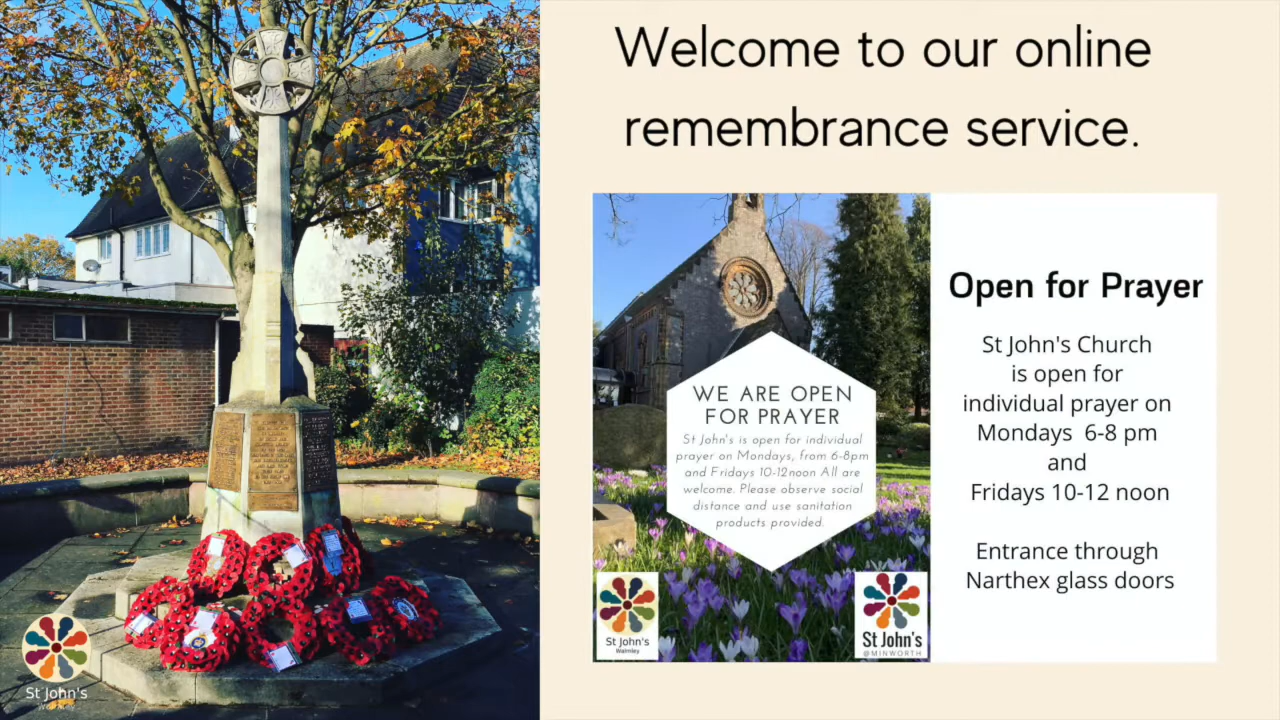 Welcome to our online
remembrance service.
Open for Prayer
St John's Church
is open for
individual prayer on
Mondays 6-8 pm
and
Fridays 10-12 noon
Entrance through
Narthex glass doors
WE ARE OPEN
FOR PRAYER
St John's is open for individual
prayer on Mondays, from 6-8pm
and Fridays 10-12noon All are
welcome. Please observe social
distance and use sanitation
products provided.
St John's
Walmley
St John's
@MINWORTH
St John's
Walmley